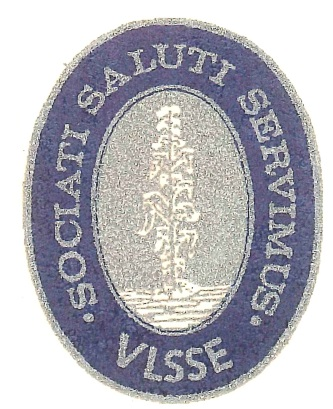 ·SOCIATI SALUTI SERVIMUS·
VLSSE